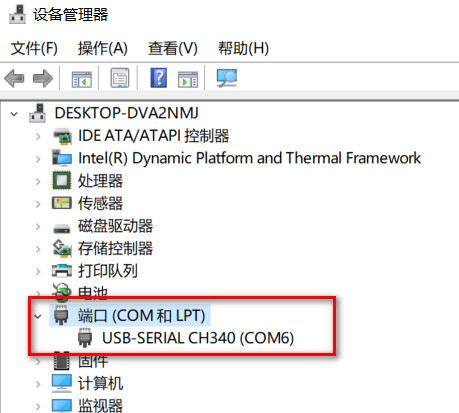 设备管理器
文件(F) 操作(A) 查看(V) 帮助(H)
DESKTOP-DVA2NMJ
IDE ATA/ATAPI 控制器
Intel(R) Dynamic Platform and Thermal Framework
处理器
传感器
磁盘驱动器
存储控制器
打印队列
电池
端口 (COM 和 LPT)
USB-SERIAL CH340 (COM6)
固件
计算机
监视器